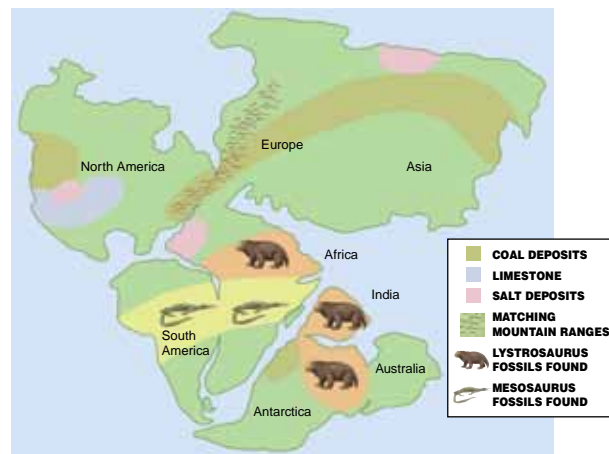 North America
Europe
Asia
Africa
India
South
America
Australia
Antarctica
COAL DEPOSITS
LIMESTONE
SALT DEPOSITS
MATCHING
MOUNTAIN RANGES
LYSTROSAURUS
FOSSILS FOUND
MESOSAURUS
FOSSILS FOUND